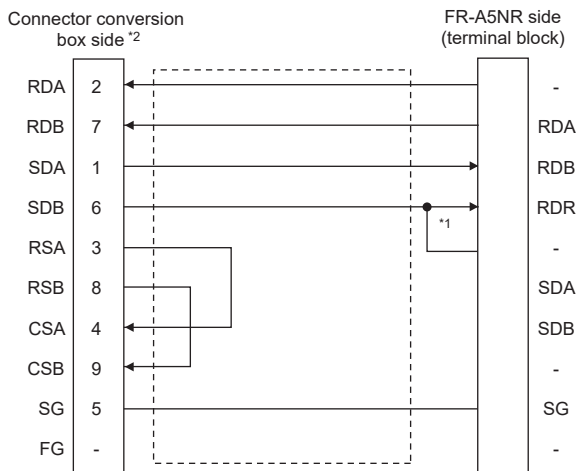 Connector conversion
box side *2
FR-A5NR side
(terminal block)
RDA 2 -
RDB 7 RDA
SDA 1 RDB
SDB 6 RDR
*1
RSA 3 -
RSB 8 SDA
CSA 4 SDB
CSB 9 -
SG 5 SG
FG - -